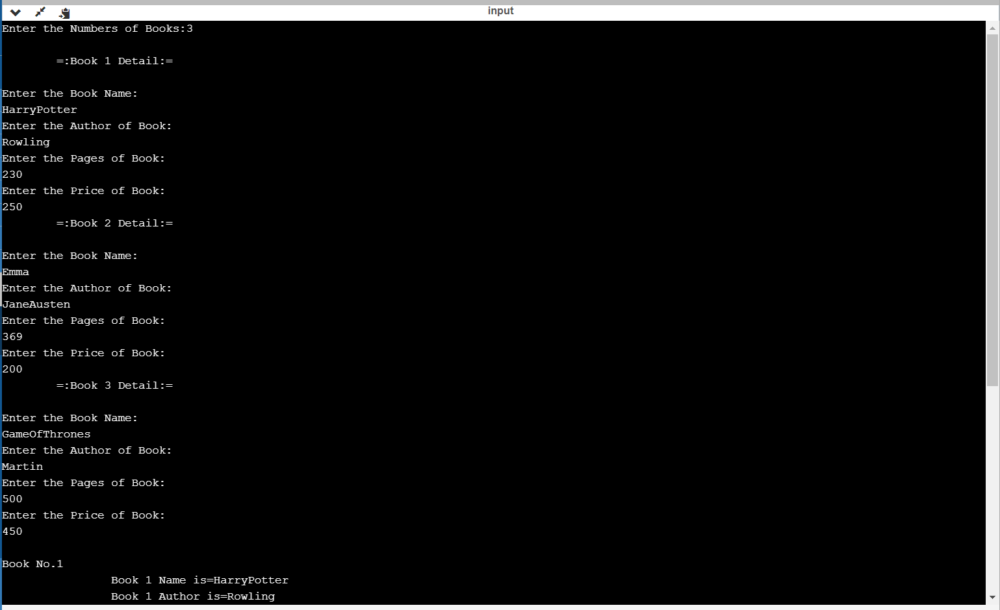 input
Enter the Numbers of Books:3
=:Book 1 Detail:=
Enter the Book Name:
HarryPotter
Enter the Author of Book:
Rowling
Enter the Pages of Book:
230
Enter the Price of Book:
250
=:Book 2 Detail:=
Enter the Book Name:
Emma
Enter the Author of Book:
JaneAusten
Enter the Pages of Book:
369
Enter the Price of Book:
200
=:Book 3 Detail:=
Enter the Book Name:
GameOfThrones
Enter the Author of Book:
Martin
Enter the Pages of Book:
500
Enter the Price of Book:
450
Book No.1
Book 1 Name is=HarryPotter
Book 1 Author is=Rowling